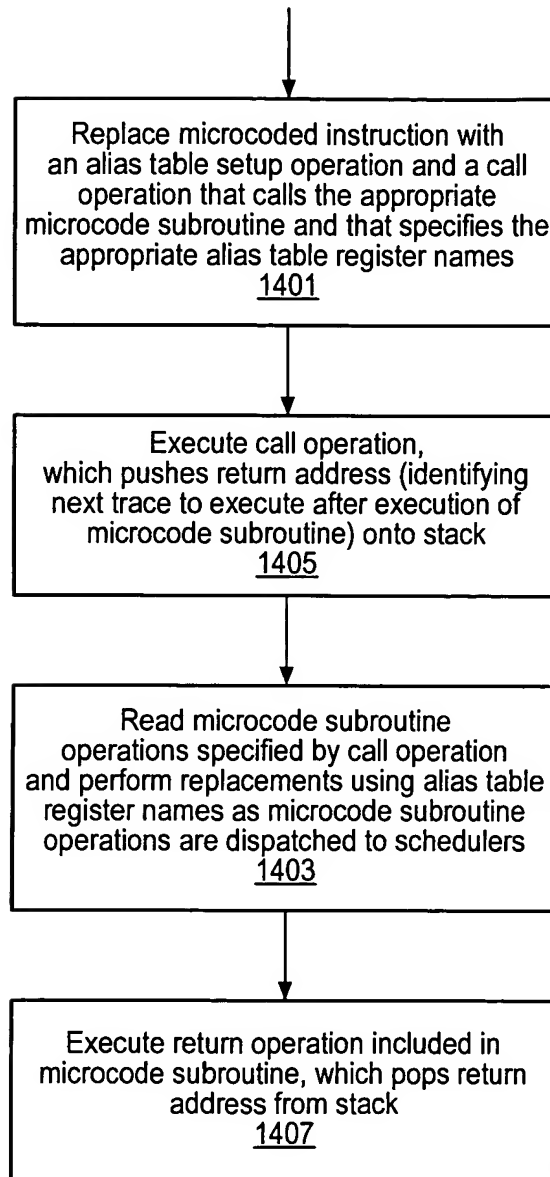 Replace microcoded instruction with
an alias table setup operation and a call
operation that calls the appropriate
microcode subroutine and that specifies the
appropriate alias table register names
1401
Execute call operation,
which pushes return address (identifying
next trace to execute after execution of
microcode subroutine) onto stack
1405
Read microcode subroutine
operations specified by call operation
and perform replacements using alias table
register names as microcode subroutine
operations are dispatched to schedulers
1403
Execute return operation included in
microcode subroutine, which pops return
address from stack
1407